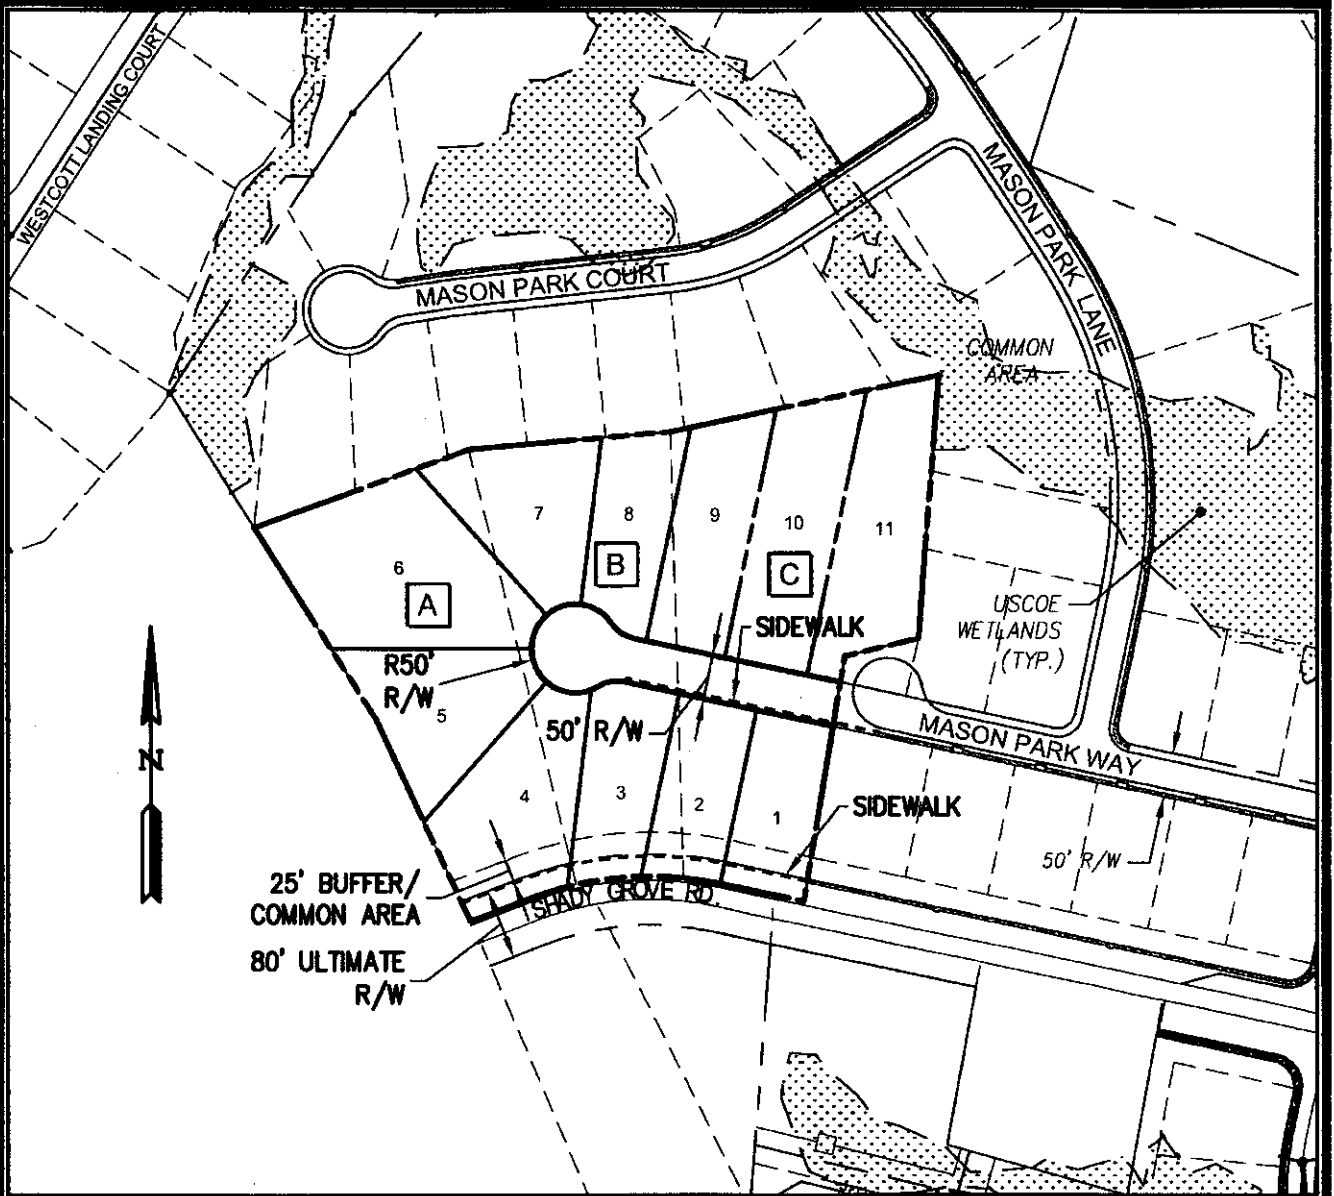 WESTCOTT LANDING COURT
MASON PARK COURT
MASON PARK LANE
COMMON
AREA
7
8
9
10
11
6
A
B
C
USCOE
WETLANDS
(TYP.)
SIDEWALK
R50'
R/W
5
50' R/W
MASON PARK WAY
N
4
3
2
1
SIDEWALK
50' R/W
25' BUFFER/
COMMON AREA
SHADY GROVE RD.
80' ULTIMATE
R/W